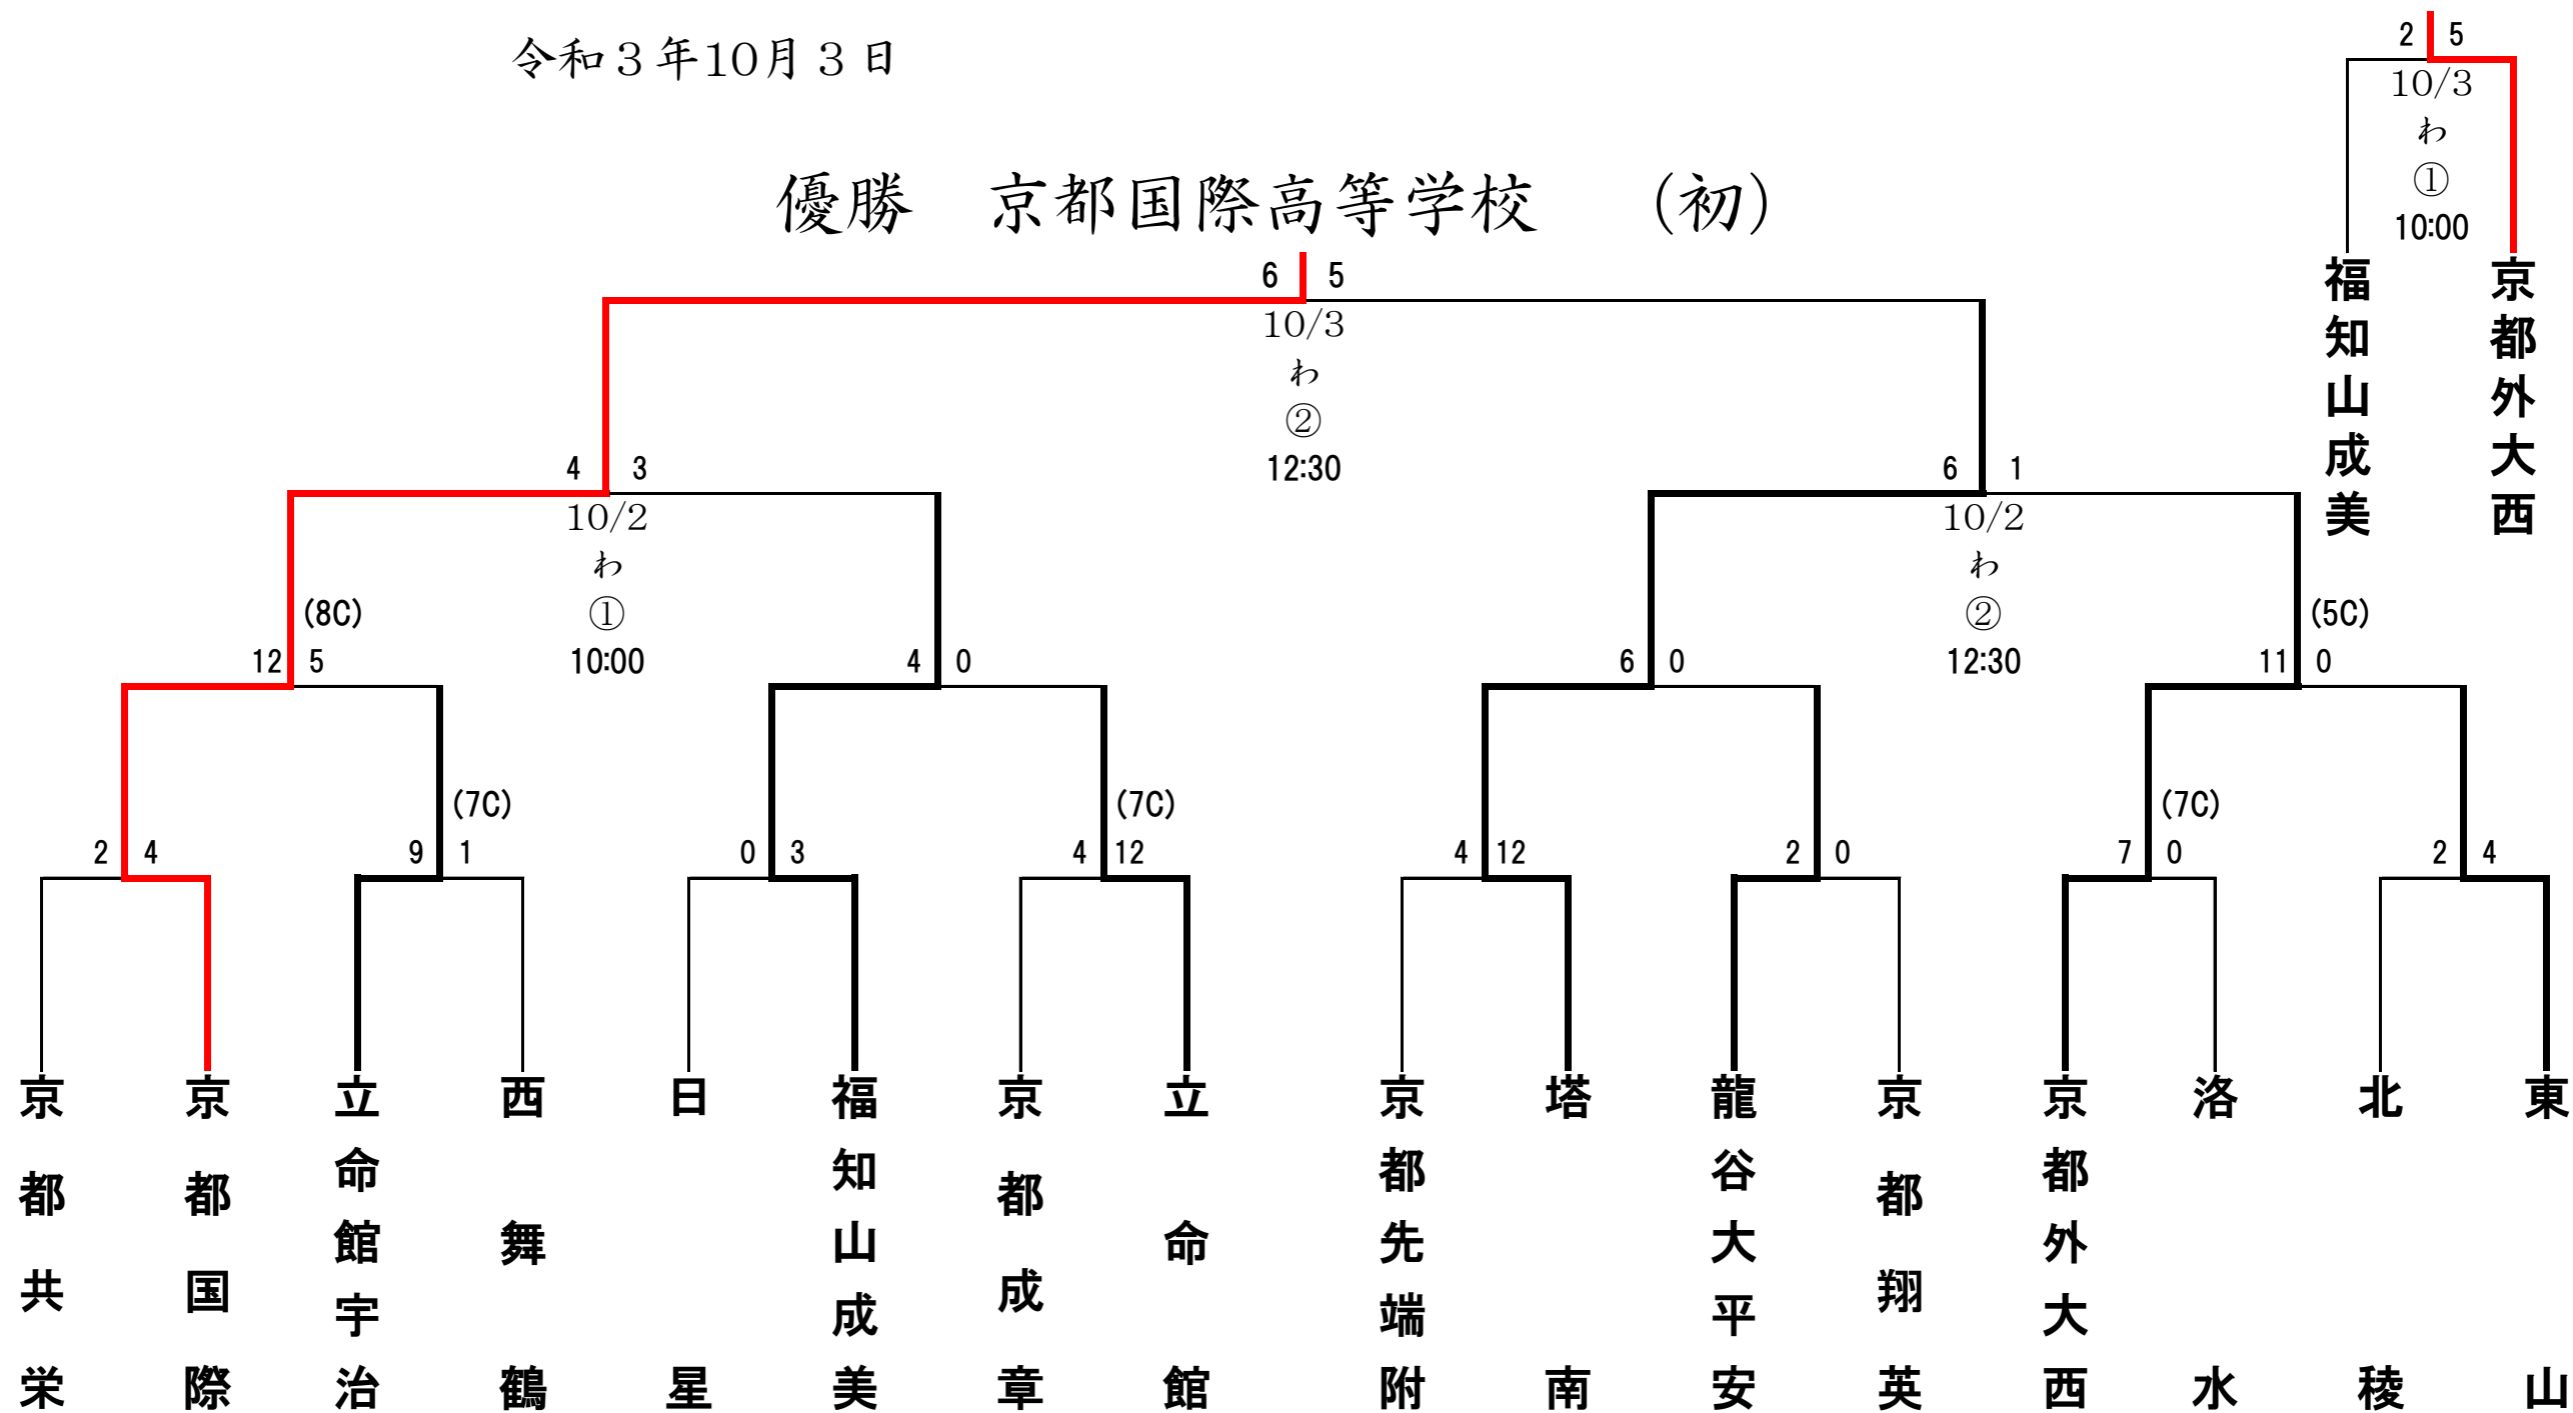 令和３年10月３日
優勝　京都国際高等学校　（初）
2 5
10/3
わ
①
10:00
福知山成美
京都外大西
6 5
10/3
わ
②
12:30
4 3
10/2
わ
①
10:00
6 1
10/2
わ
②
12:30
(8C)
12 5
4 0
6 0
(5C)
11 0
2 4
(7C)
9 1
0 3
(7C)
4 12
4 12
2 0
(7C)
7 0
2 4
京都共栄
京都国際
立命館宇治
西舞鶴
日星
福知山成美
京都成章
立命館
京都先端附
塔南
龍谷大平安
京都翔英
京都外大西
洛水
北稜
東山